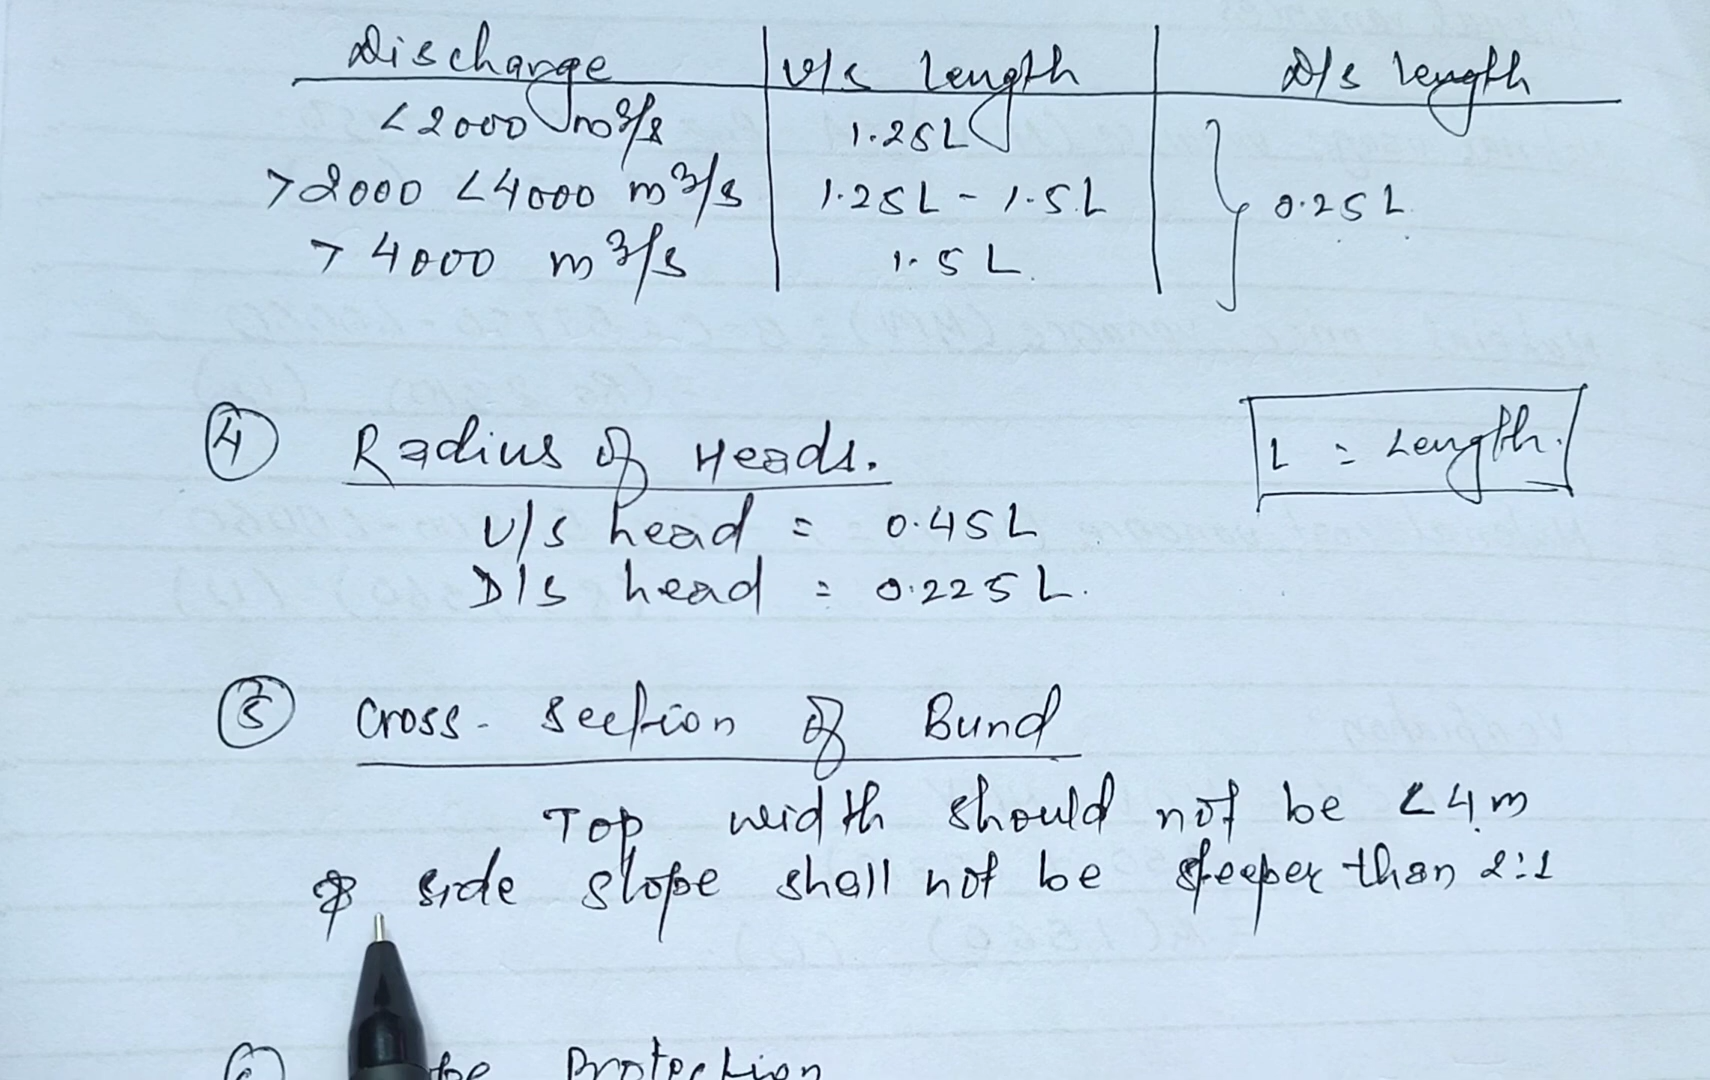 Discharge U/s Length D/s Length
<2000 m³/s 1.25L
>2000 <4000 m³/s 1.25L - 1.5L 0.25L
>4000 m³/s 1.5L
④ Radius of Heads.
L = Length.
U/s head = 0.45L
D/s head = 0.225L.
⑤ Cross-Section of Bund
Top width should not be <4m
& side slope shall not be steeper than 2:1
Protection